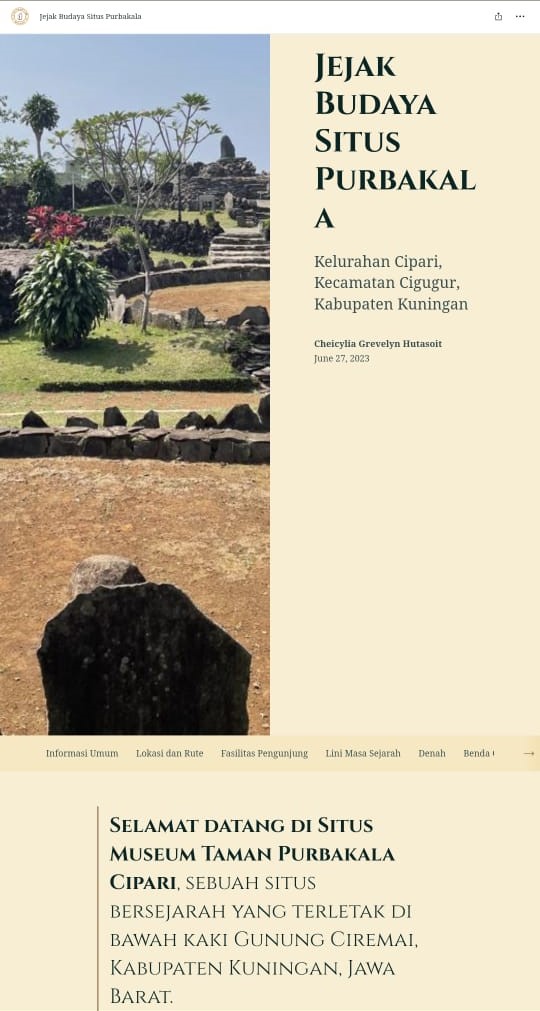 Jejak Budaya Situs Purbakala
Jejak
Budaya
Situs
Purbakal
a
Kelurahan Cipari,
Kecamatan Cigugur,
Kabupaten Kuningan
Cheicylia Grevelyn Hutasoit
June 27, 2023
Informasi Umum Lokasi dan Rute Fasilitas Pengunjung Lini Masa Sejarah Denah Benda
Selamat datang di Situs
Museum Taman Purbakala
Cipari, sebuah situs
bersejarah yang terletak di
bawah kaki Gunung Ciremai,
Kabupaten Kuningan, Jawa
Barat.